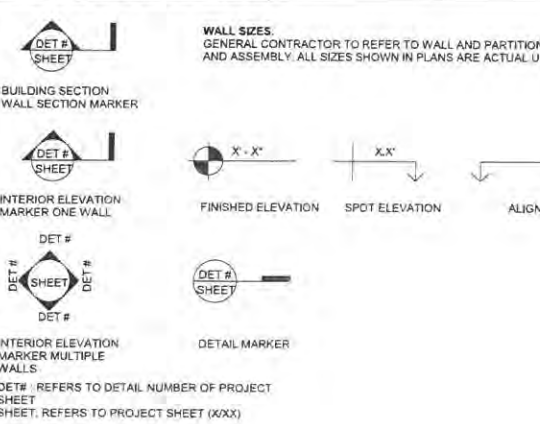 DET #
SHEET
BUILDING SECTION
WALL SECTION MARKER
WALL SIZES.
GENERAL CONTRACTOR TO REFER TO WALL AND PARTITION
AND ASSEMBLY. ALL SIZES SHOWN IN PLANS ARE ACTUAL U
DET #
SHEET
INTERIOR ELEVATION
MARKER ONE WALL
X' - X"
FINISHED ELEVATION
X.X'
SPOT ELEVATION
ALIGN
DET #
DET #
SHEET
DET #
DET #
INTERIOR ELEVATION
MARKER MULTIPLE
WALLS
DET #
SHEET
DETAIL MARKER
DET# : REFERS TO DETAIL NUMBER OF PROJECT
SHEET
SHEET: REFERS TO PROJECT SHEET (X/XX)